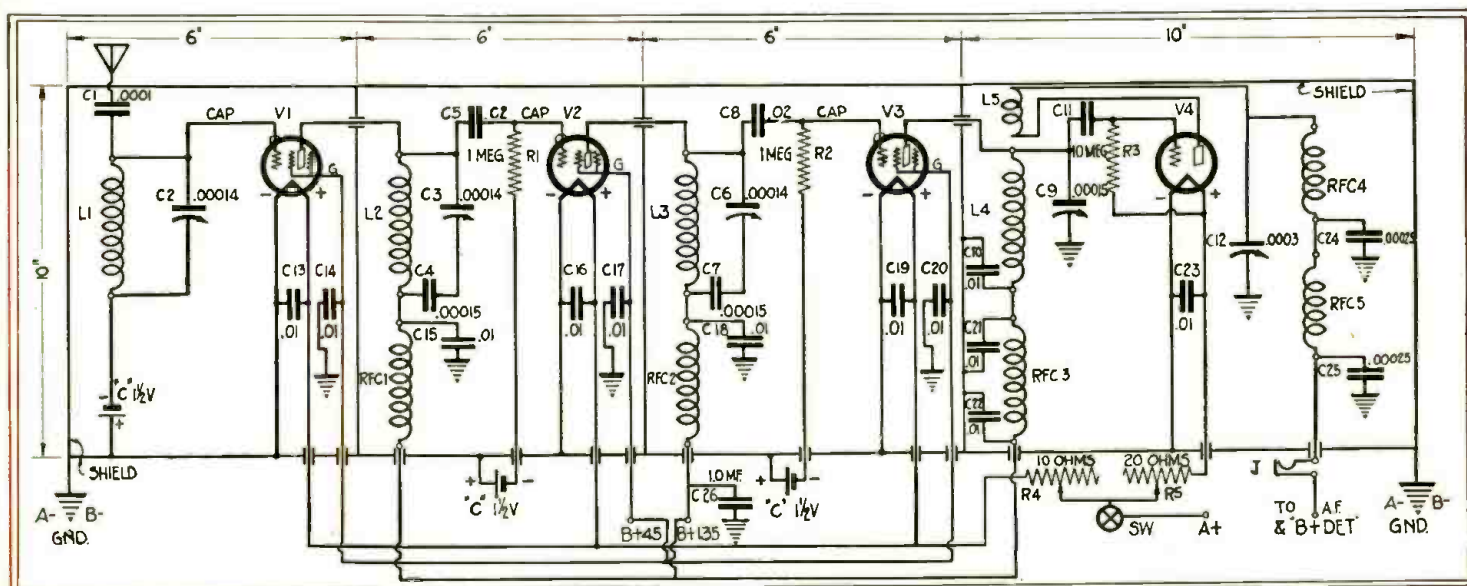 6"
6"
6"
10"
10"
C1
.0001
CAP
V1
C5
C2
CAP
V2
C8
.02
CAP
V3
L5
C11
V4
SHIELD
L1
C2
.00014
G
1 MEG
R1
L2
C3
.00014
G
1 MEG
R2
L3
C6
.00014
G
10 MEG
R3
L4
C9
.00015
RFC4
C12
.0003
C24
.00025
C13
C14
.01
.01
C4
.00015
C15
.01
C16
C17
.01
.01
C7
.00015
C18
.01
C19
C20
.01
.01
C10
.01
C21
.01
C22
.01
C23
.01
RFC5
.00025
C25
RFC1
RFC2
RFC3
- +
- +
- +
- +
"C" 1½V
- +
SHIELD
A- B-
GND.
+ -
"C" 1½V
1.0 MF.
C26
+ -
"C" 1½V
B+45
B+135
10 OHMS
R4
20 OHMS
R5
SW
A+
J
TO A.F.
& "B+DET"
A- B-
GND.